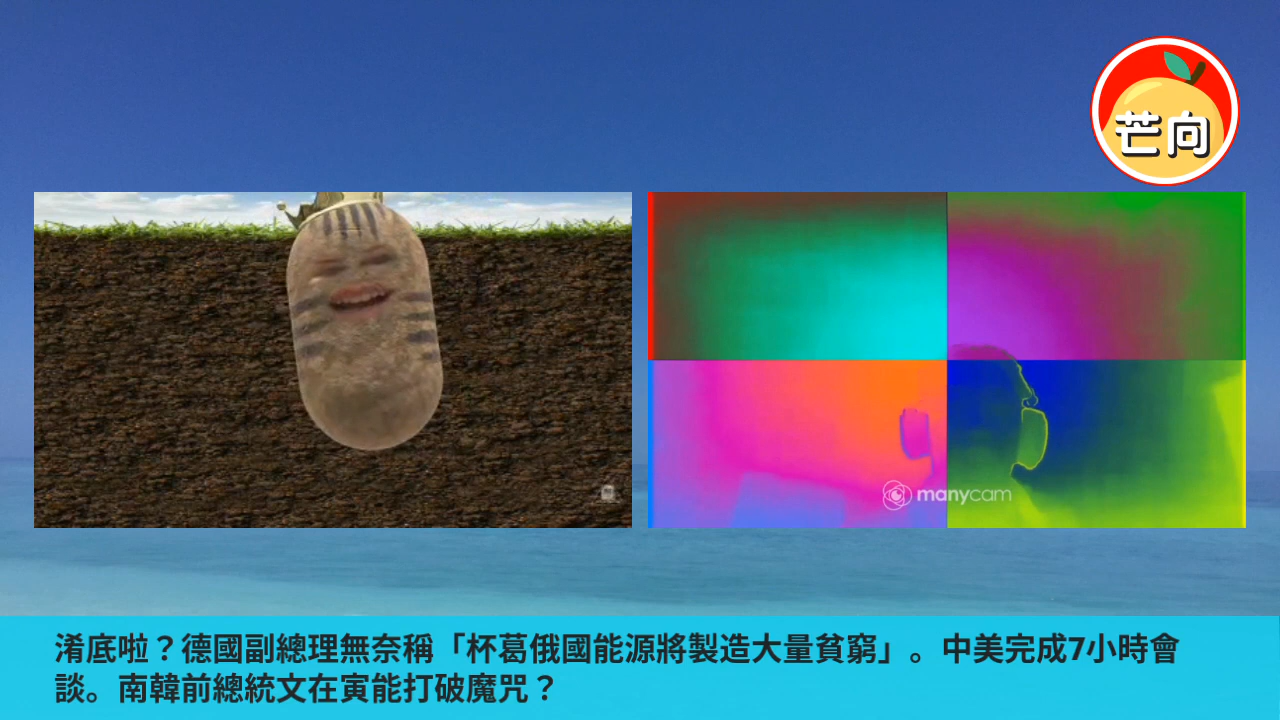 芒向
manycam
淆底啦？德國副總理無奈稱「杯葛俄國能源將製造大量貧窮」。中美完成7小時會
談。南韓前總統文在寅能打破魔咒？